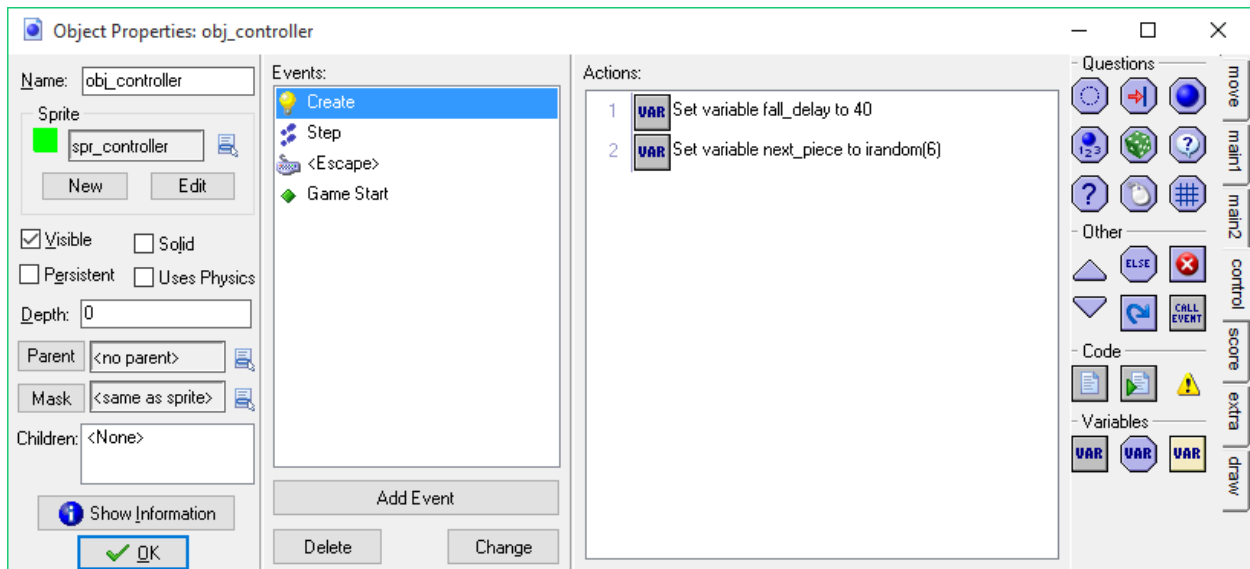 Object Properties: obj_controller
Name: obj_controller
Sprite
spr_controller
New Edit
Visible Solid
Persistent Uses Physics
Depth: 0
Parent <no parent>
Mask <same as sprite>
Children: <None>
Show Information
OK
Events:
Create
Step
<Escape>
Game Start
Add Event
Delete Change
Actions:
1 VAR Set variable fall_delay to 40
2 VAR Set variable next_piece to irandom(6)
Questions
123
?
?
Other
ELSE
CALL EVENT
Code
Variables
VAR VAR VAR
move
main1
main2
control
score
extra
draw